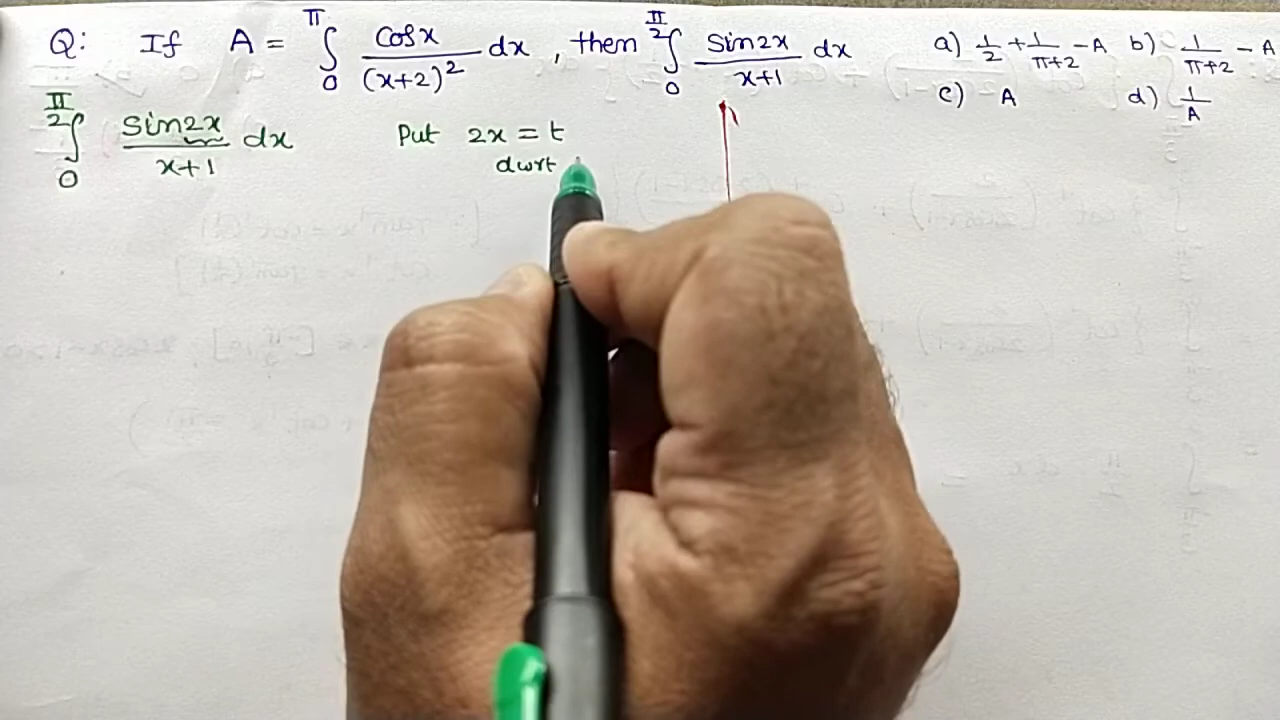 Q: If A = ∫₀^π cosx/(x+2)² dx, then ∫₀^(π/2) sin2x/(x+1) dx a) 1/2 + 1/(π+2) - A b) 1/(π+2) - A
c) -A d) 1/A
∫₀^(π/2) sin2x/(x+1) dx Put 2x = t
dwrt